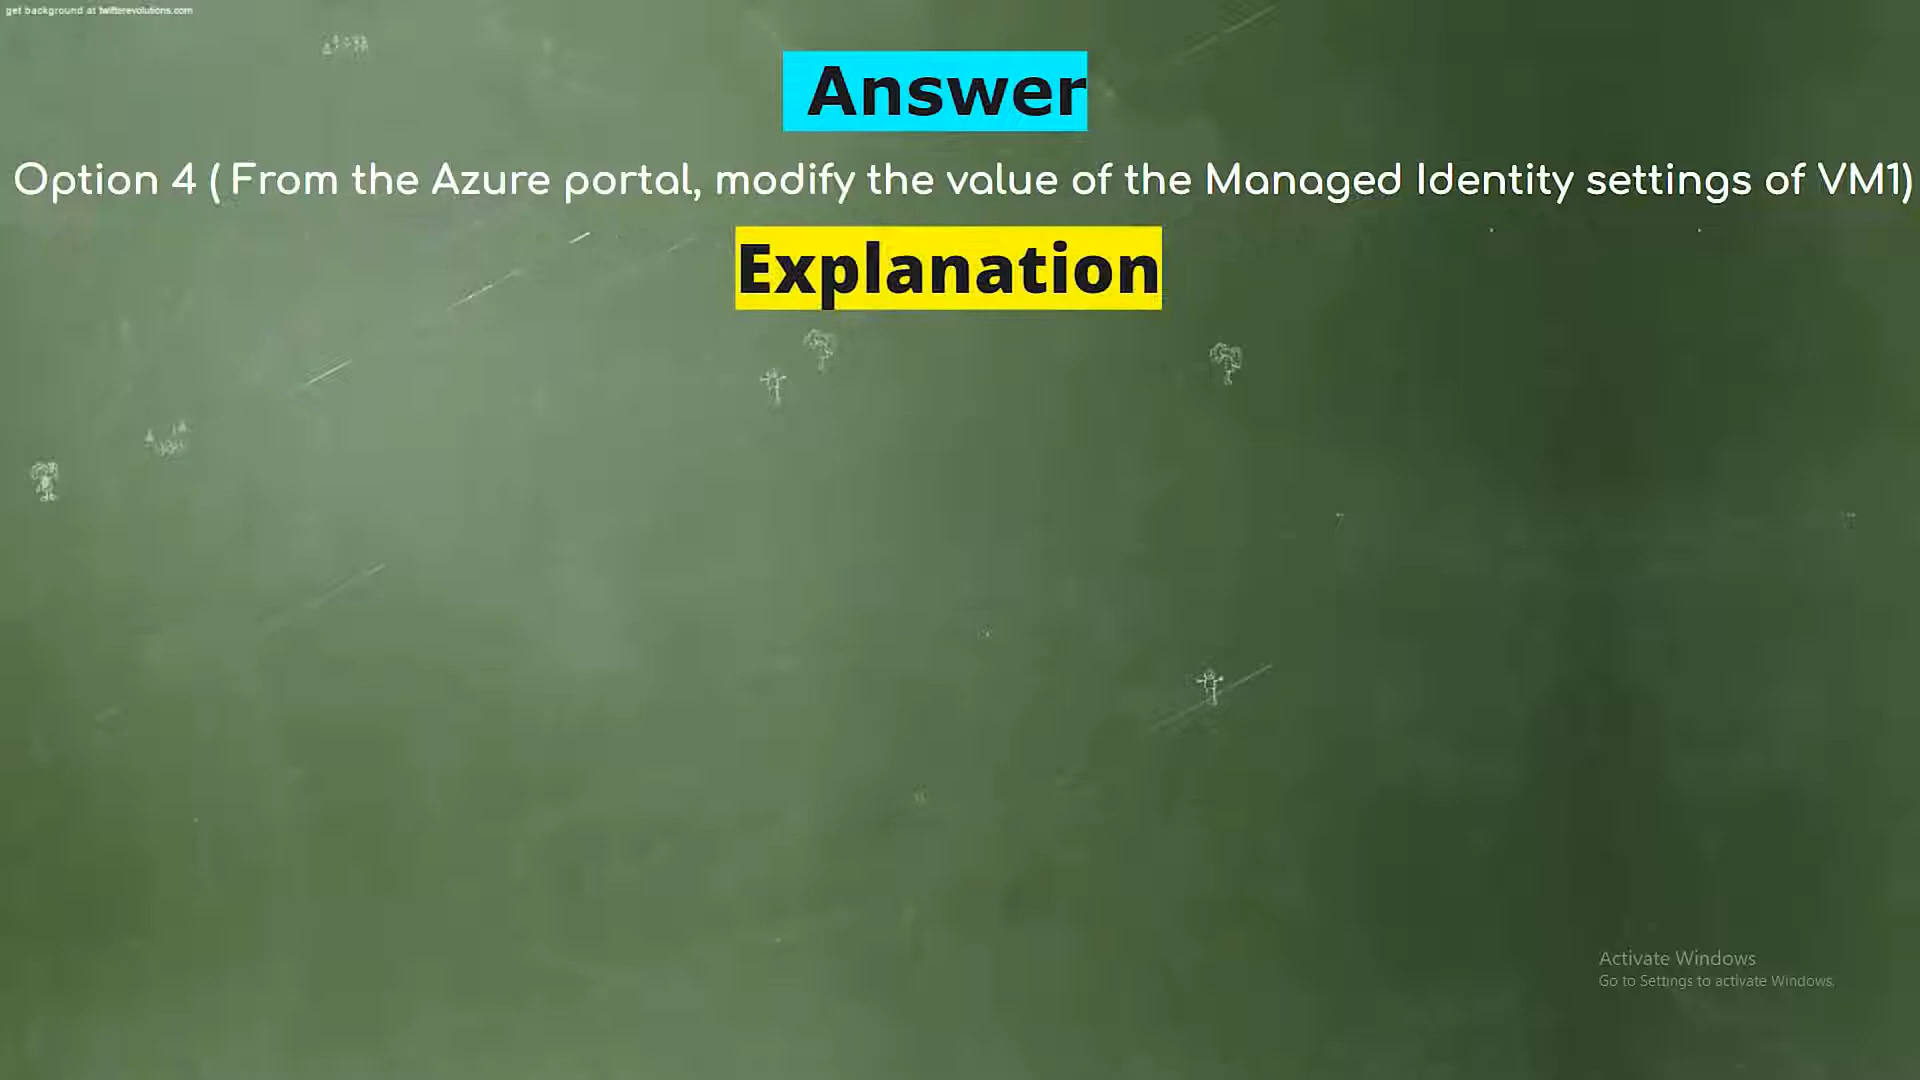 get background at twitterevolutions.com
Answer
Option 4 ( From the Azure portal, modify the value of the Managed Identity settings of VM1)
Explanation
Activate Windows
Go to Settings to activate Windows.